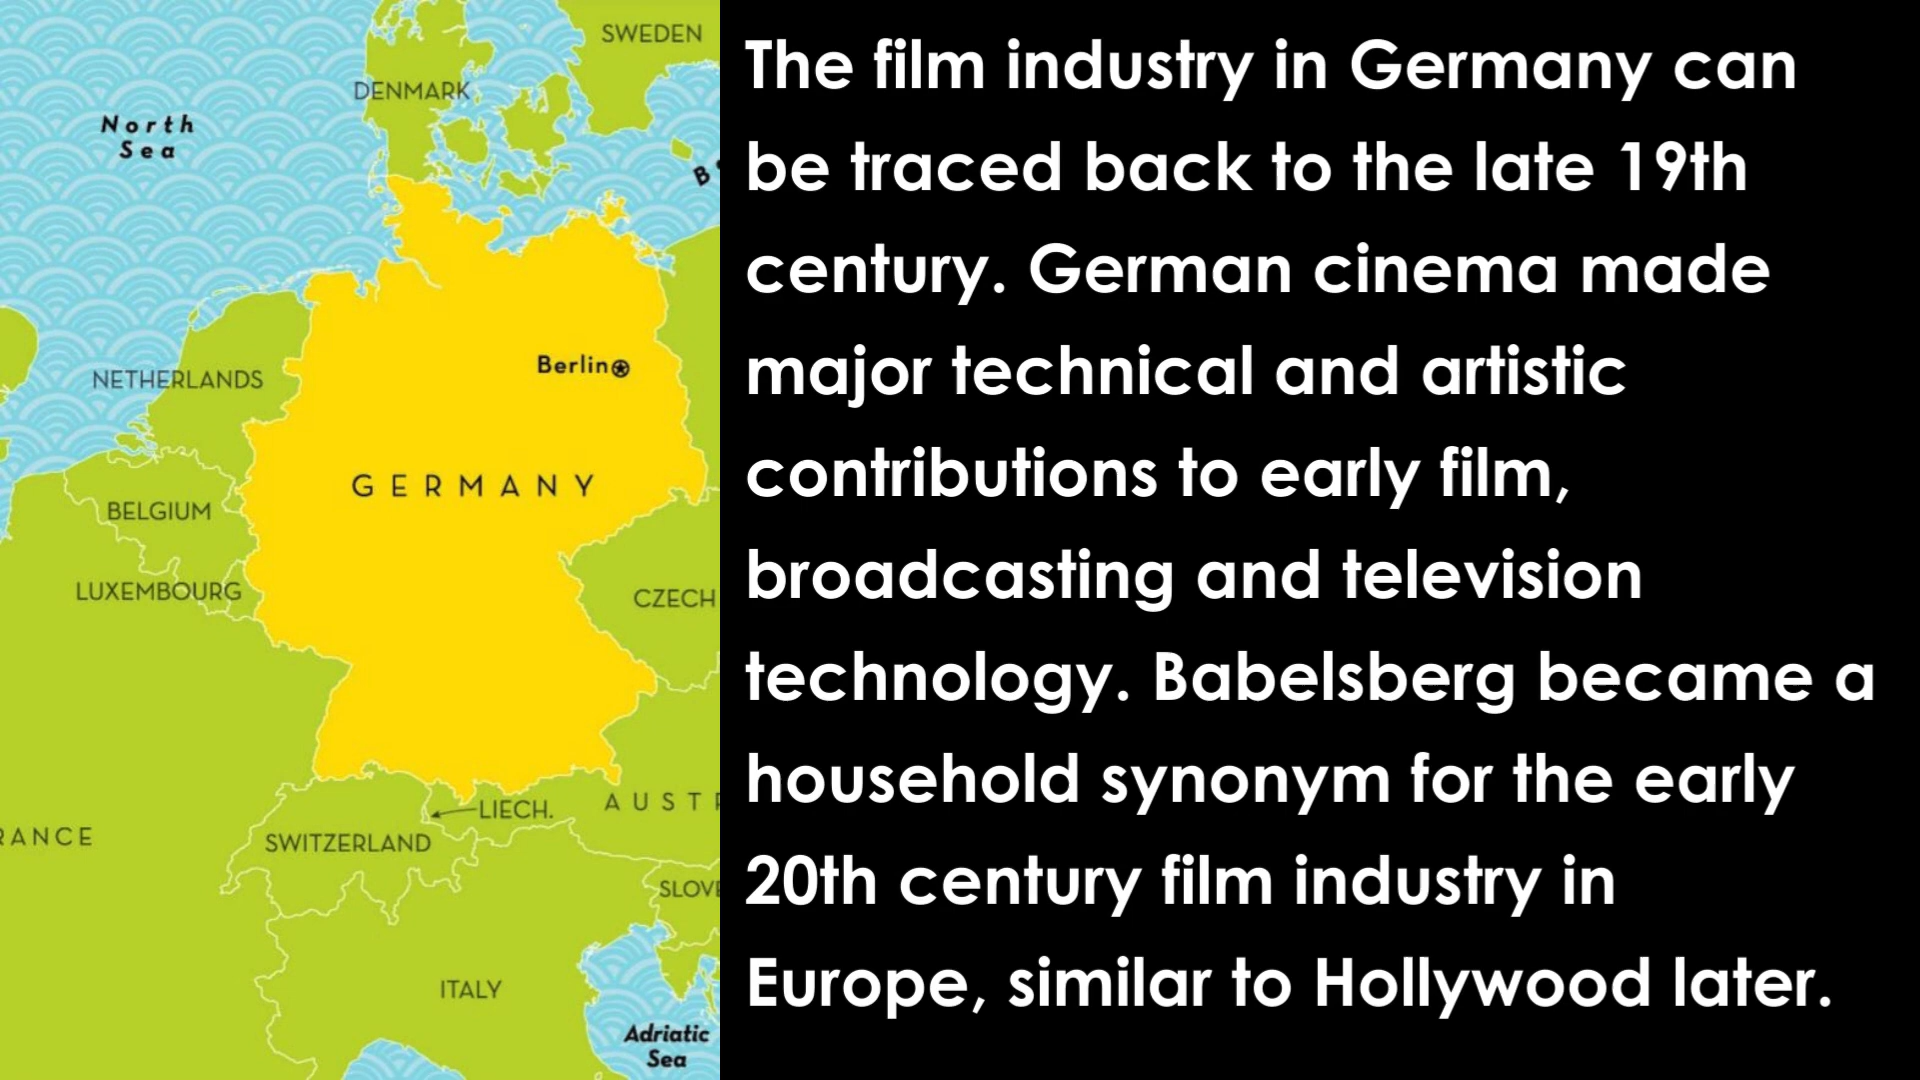 SWEDEN
DENMARK
North
Sea
Berlin
NETHERLANDS
GERMANY
BELGIUM
LUXEMBOURG
CZECH
LIECH.
AUST
RANCE
SWITZERLAND
SLOVE
ITALY
Adriatic
Sea
The film industry in Germany can
be traced back to the late 19th
century. German cinema made
major technical and artistic
contributions to early film,
broadcasting and television
technology. Babelsberg became a
household synonym for the early
20th century film industry in
Europe, similar to Hollywood later.